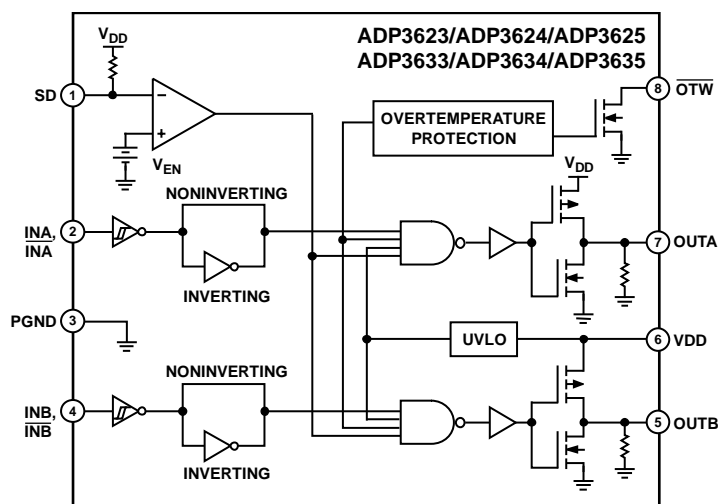 ADP3623/ADP3624/ADP3625
ADP3633/ADP3634/ADP3635
VDD
SD 1
8 OTW
OVERTEMPERATURE
PROTECTION
VEN
VDD
NONINVERTING
INA,
INA
2
7 OUTA
INVERTING
PGND 3
UVLO
6 VDD
NONINVERTING
INB,
INB
4
5 OUTB
INVERTING